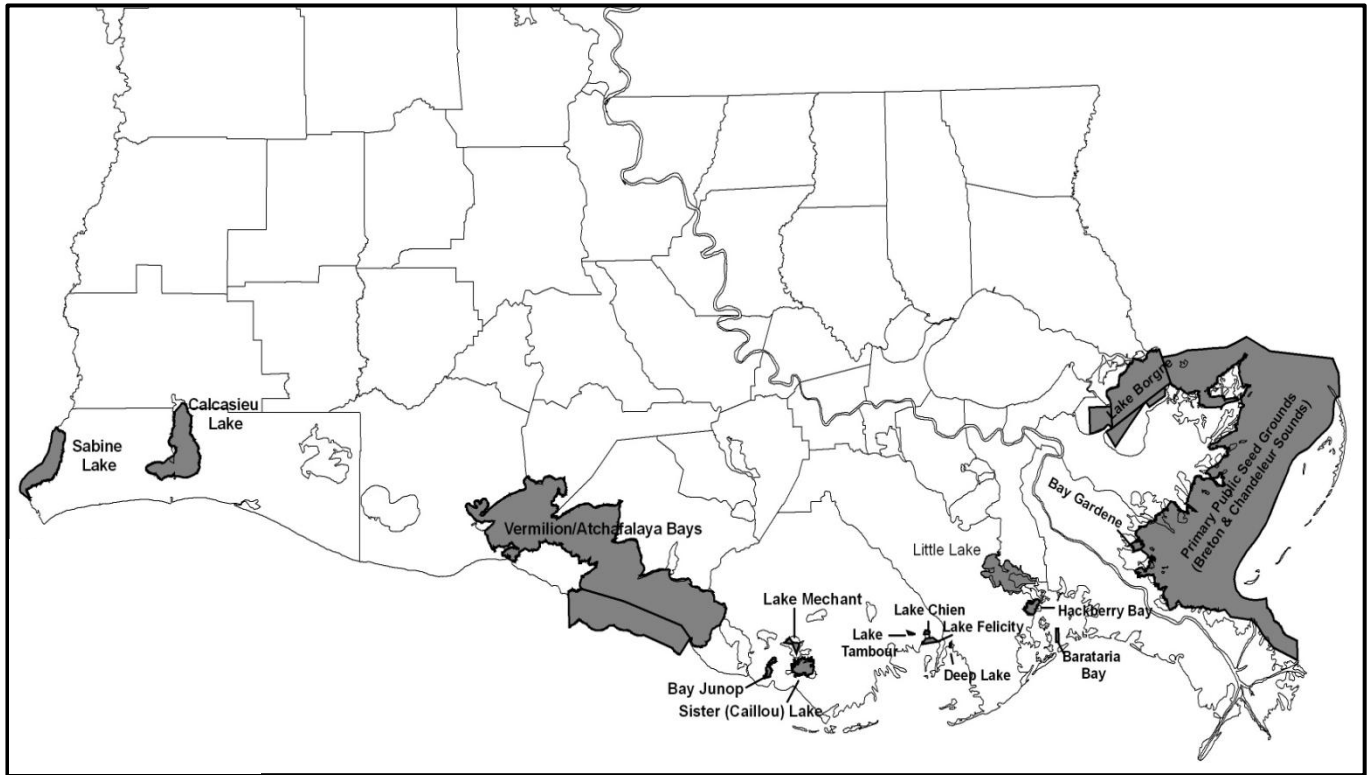 Calcasieu
Lake
Sabine
Lake
Vermilion/Atchafalaya Bays
Lake Borgne
Primary Public Seed Grounds
(Breton & Chandeleur Sounds)
Bay Gardene
Little Lake
Lake Mechant
Lake Chien
Hackberry Bay
Lake Felicity
Lake
Tambour
Barataria
Bay
Deep Lake
Bay Junop
Sister (Caillou) Lake